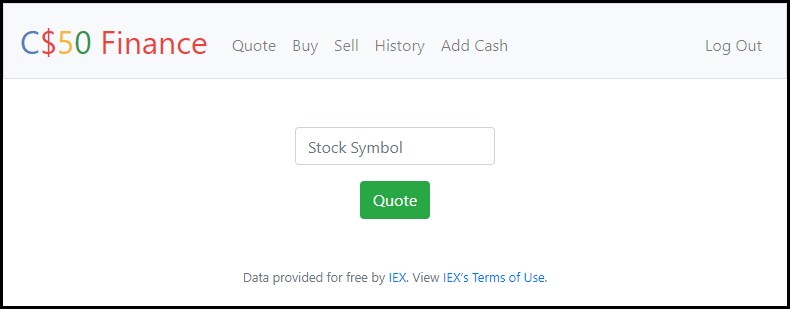 C$50 Finance Quote Buy Sell History Add Cash Log Out
Stock Symbol
Quote
Data provided for free by IEX. View IEX's Terms of Use.